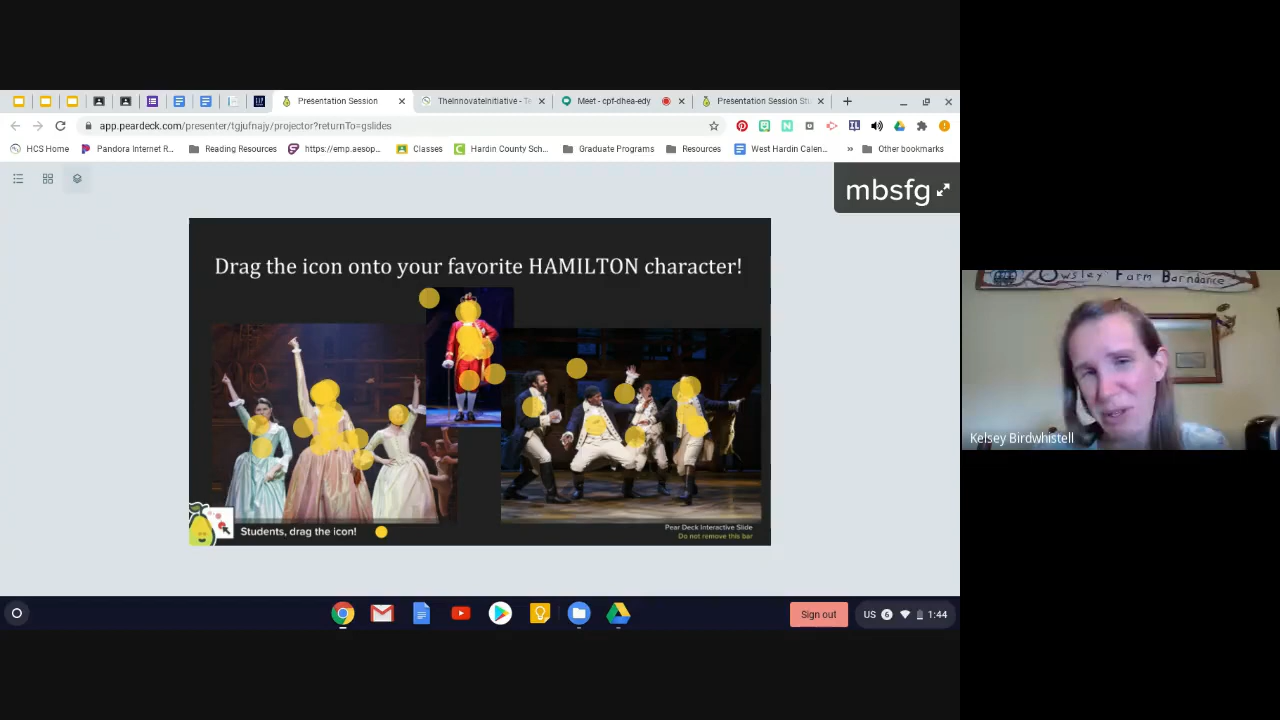 Presentation Session
TheInnovateInitiative - T
Meet - cpf-dhea-edy
Presentation Session St
app.peardeck.com/presenter/tgjufnajy/projector?returnTo=gslides
HCS Home
Pandora Internet R...
Reading Resources
https://emp.aesop...
Classes
Hardin County Sch...
Graduate Programs
Resources
West Hardin Calen...
»
Other bookmarks
mbsfg
Drag the icon onto your favorite HAMILTON character!
Students, drag the icon!
Pear Deck Interactive Slide
Do not remove this bar
Owsley Farm Barndance
Kelsey Birdwhistell
Sign out
US 6 1:44